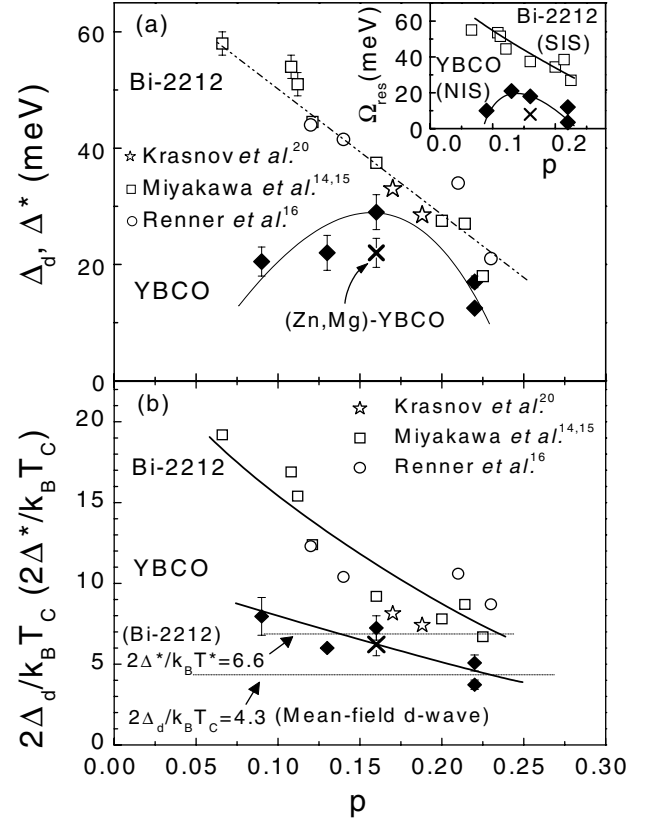 (a)
Bi-2212
Krasnov et al.20
Miyakawa et al.14,15
Renner et al.16
YBCO
(Zn,Mg)-YBCO
Δd, Δ* (meV)
60
40
20
0
Bi-2212
(SIS)
YBCO
(NIS)
Ωres(meV)
60
40
20
0
0.0
0.1
0.2
p
(b)
Krasnov et al.20
Miyakawa et al.14,15
Renner et al.16
Bi-2212
YBCO
(Bi-2212)
2Δ*/kBT*=6.6
2Δd/kBTC=4.3 (Mean-field d-wave)
2Δd/kBTC (2Δ*/kBTC)
20
15
10
5
0
0.00 0.05 0.10 0.15 0.20 0.25 0.30
p